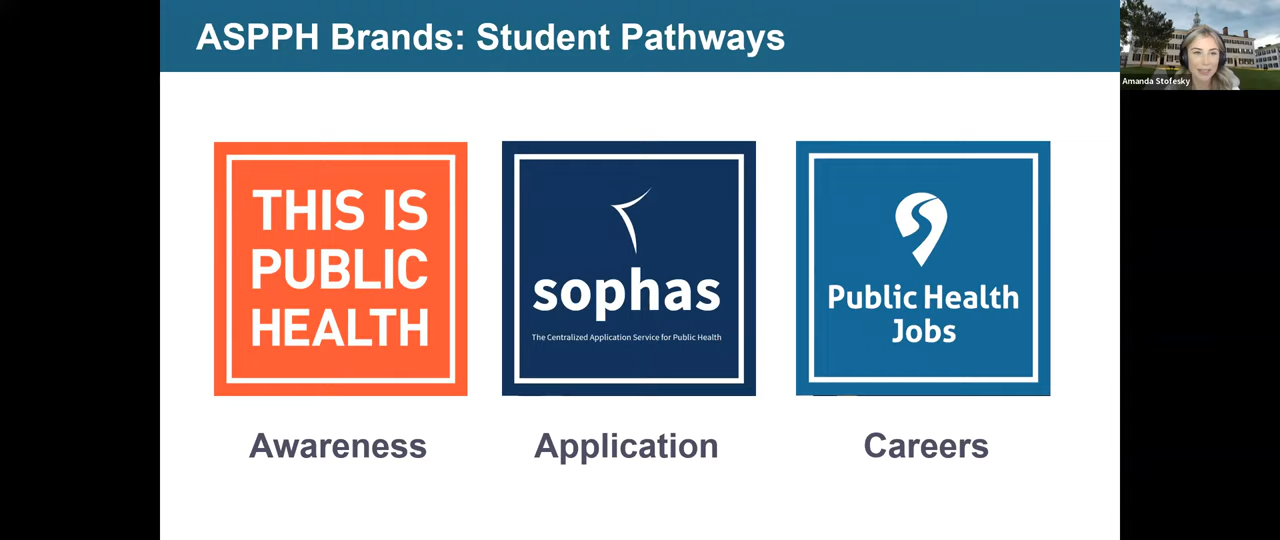 ASPPH Brands: Student Pathways
Amanda Stofesky
THIS IS
PUBLIC
HEALTH
sophas
The Centralized Application Service for Public Health
Public Health
Jobs
Awareness
Application
Careers